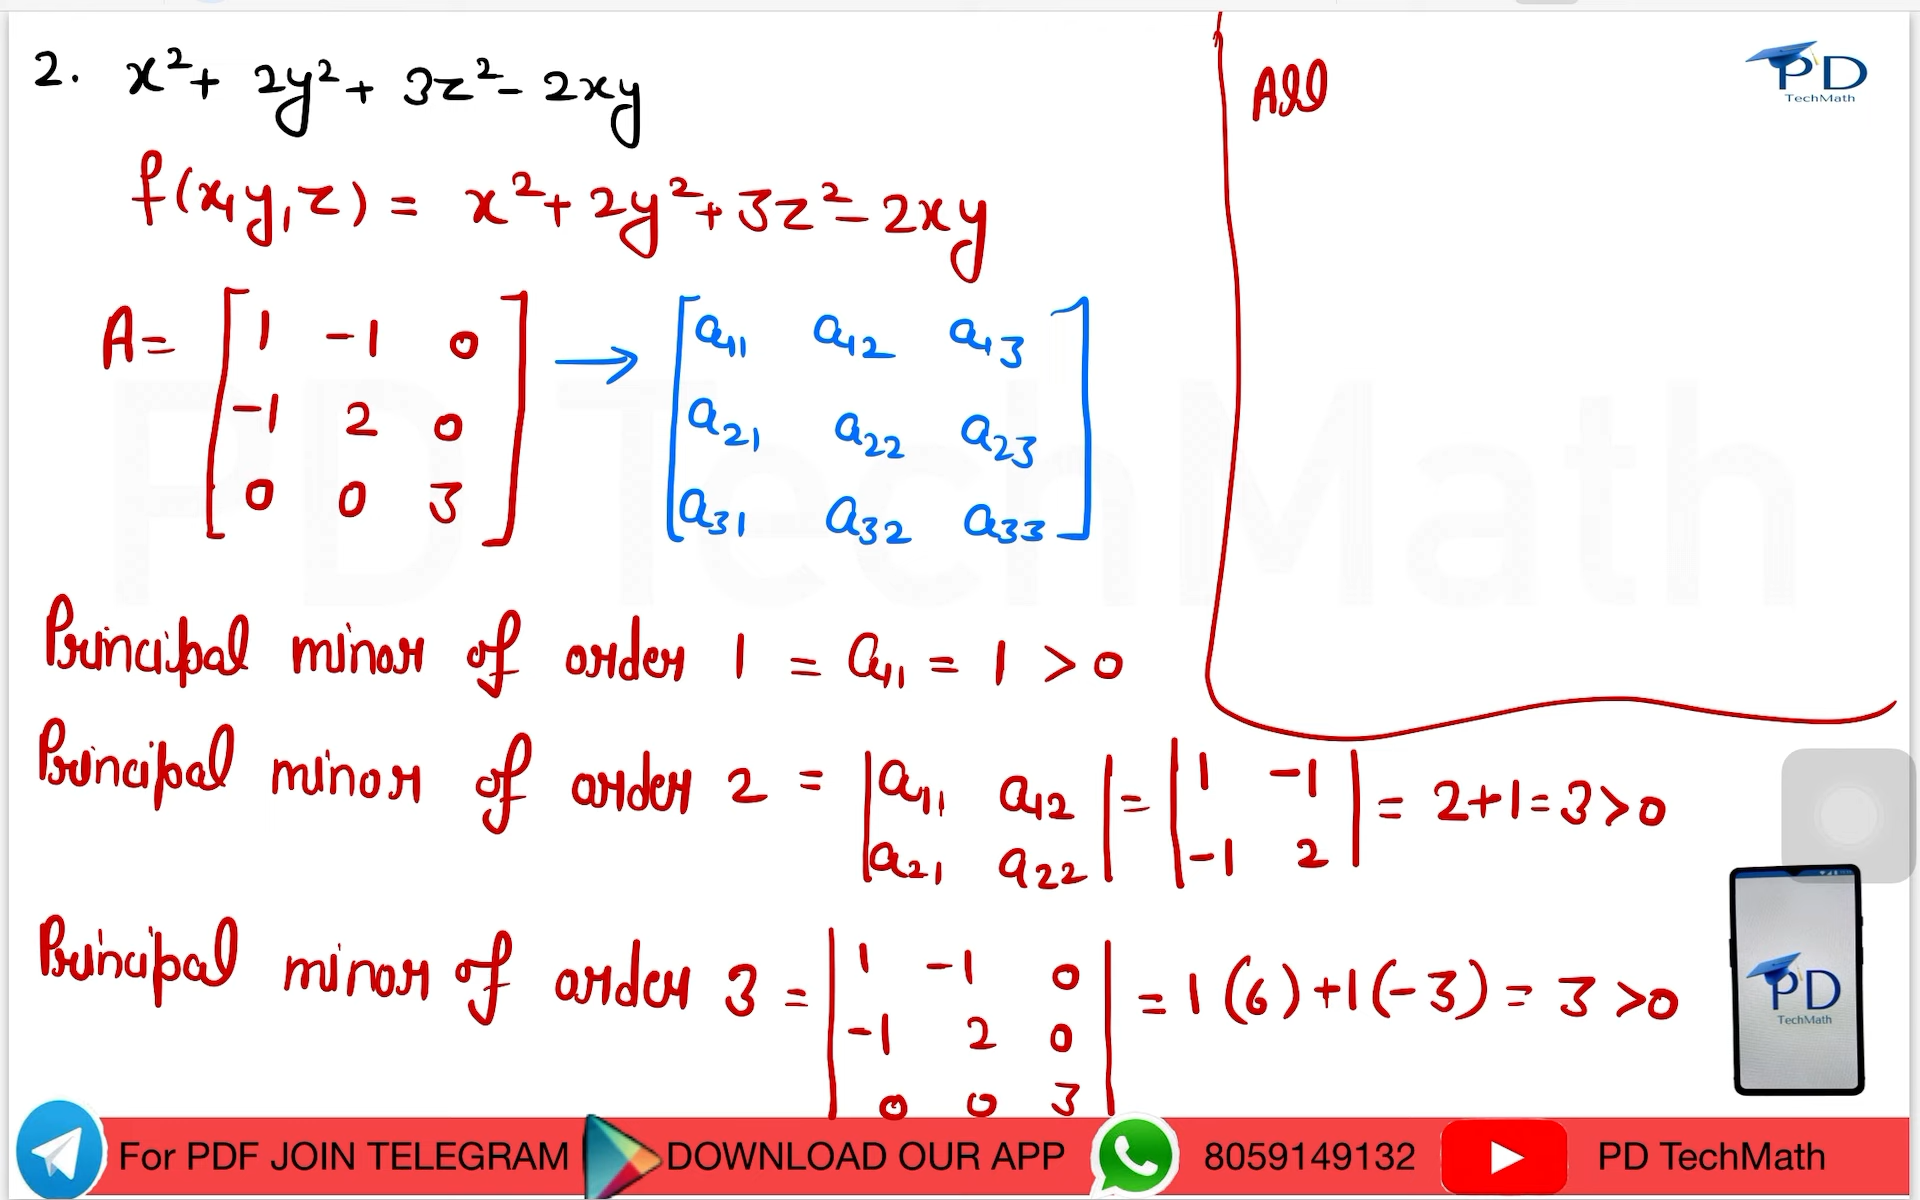 2. x²+ 2y²+ 3z²- 2xy
f(x,y,z) = x²+ 2y²+ 3z²- 2xy
A= [1 -1 0
-1 2 0
0 0 3] → [a11 a12 a13
a21 a22 a23
a31 a32 a33]
Principal minor of order 1 = a11 = 1 > 0
Principal minor of order 2 = |a11 a12
a21 a22| = |1 -1
-1 2| = 2+1=3>0
Principal minor of order 3 = |1 -1 0
-1 2 0
0 0 3| = 1(6)+1(-3) = 3 >0
All
PD
TechMath
PD TechMath
PD
TechMath
For PDF JOIN TELEGRAM
DOWNLOAD OUR APP
8059149132
PD TechMath